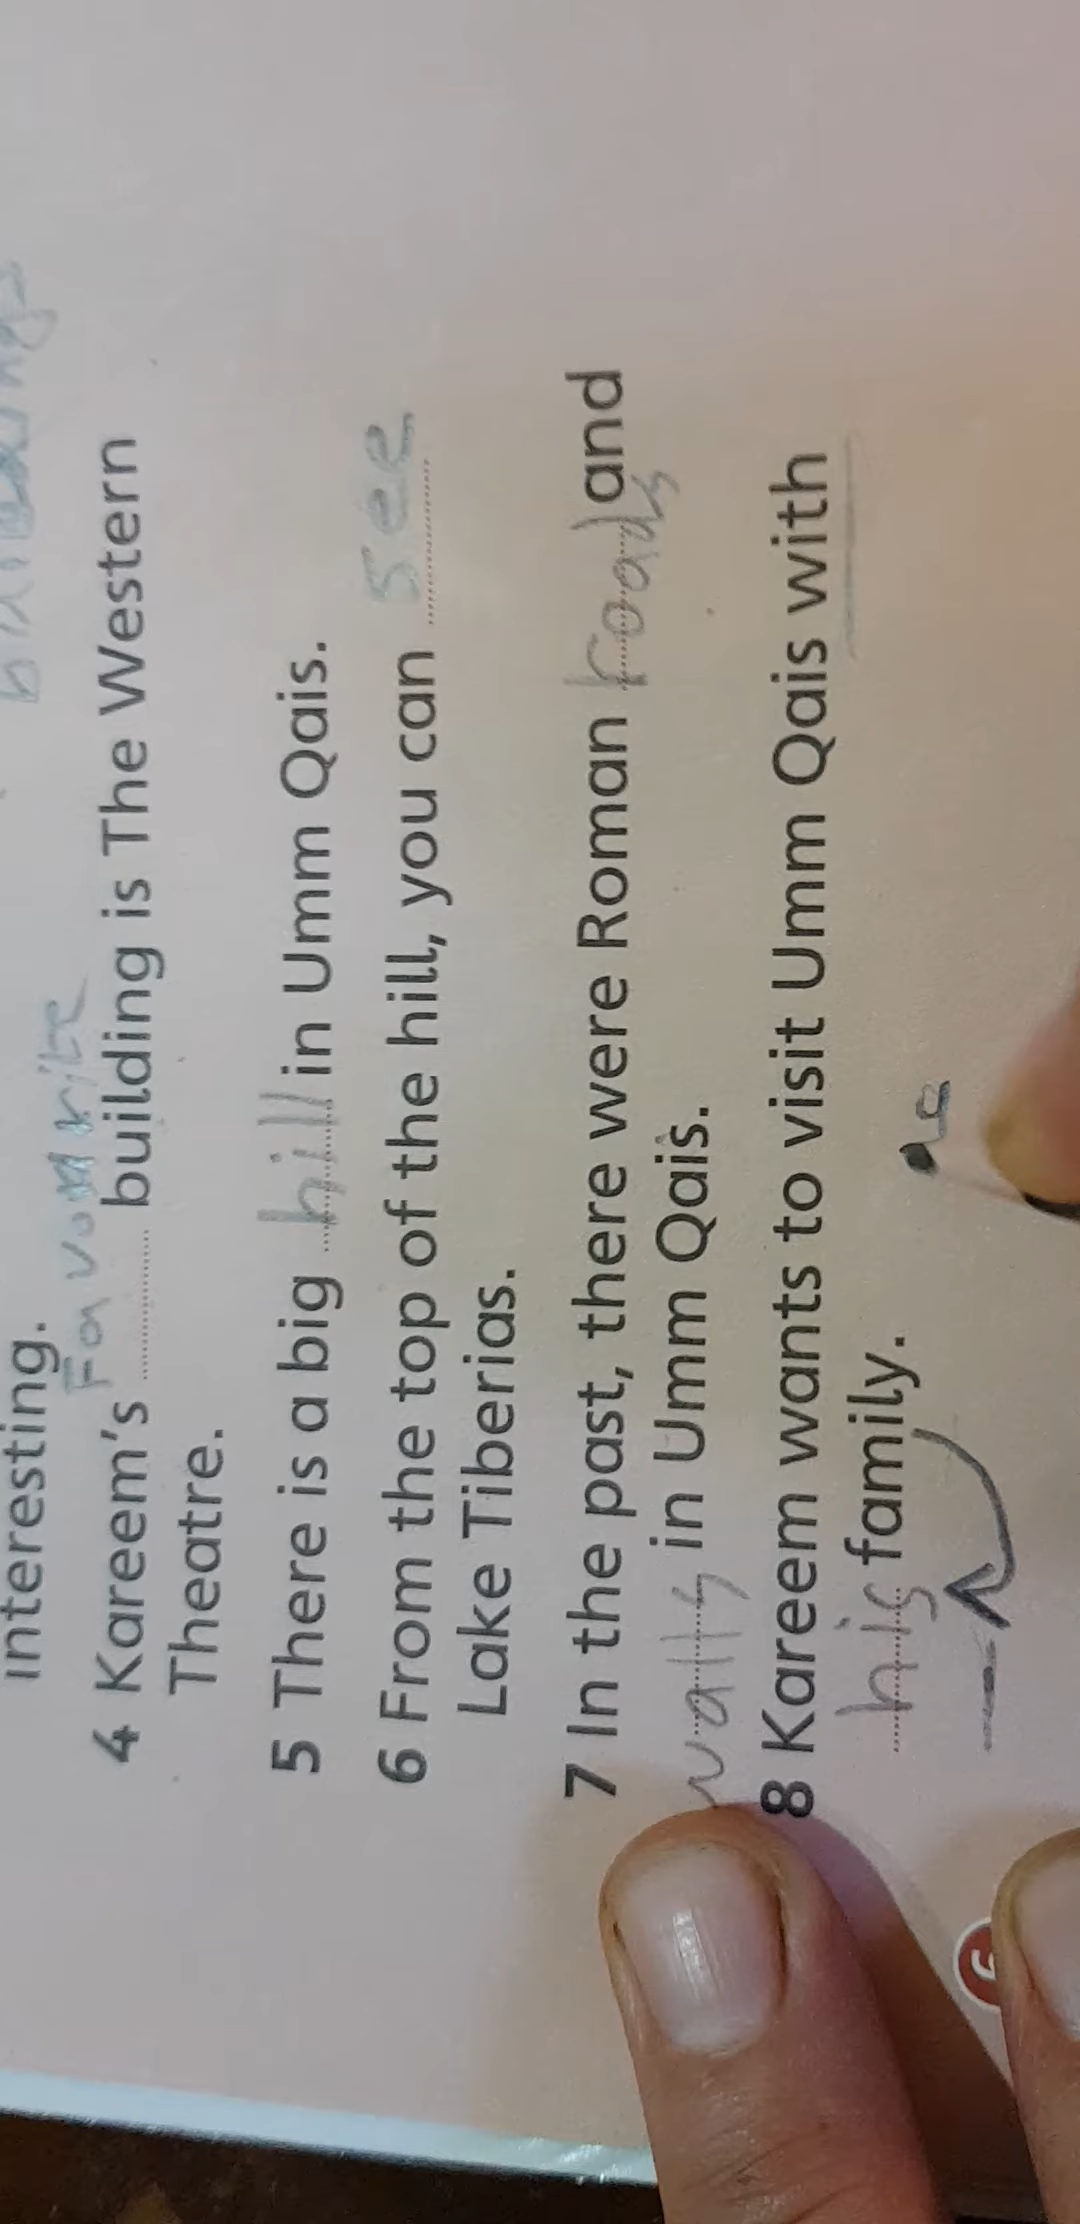 interesting.
4 Kareem's Favourite building is The Western
Theatre.
5 There is a big hill in Umm Qais.
6 From the top of the hill, you can see
Lake Tiberias.
7 In the past, there were Roman roads and
walls in Umm Qais.
8 Kareem wants to visit Umm Qais with
his family.